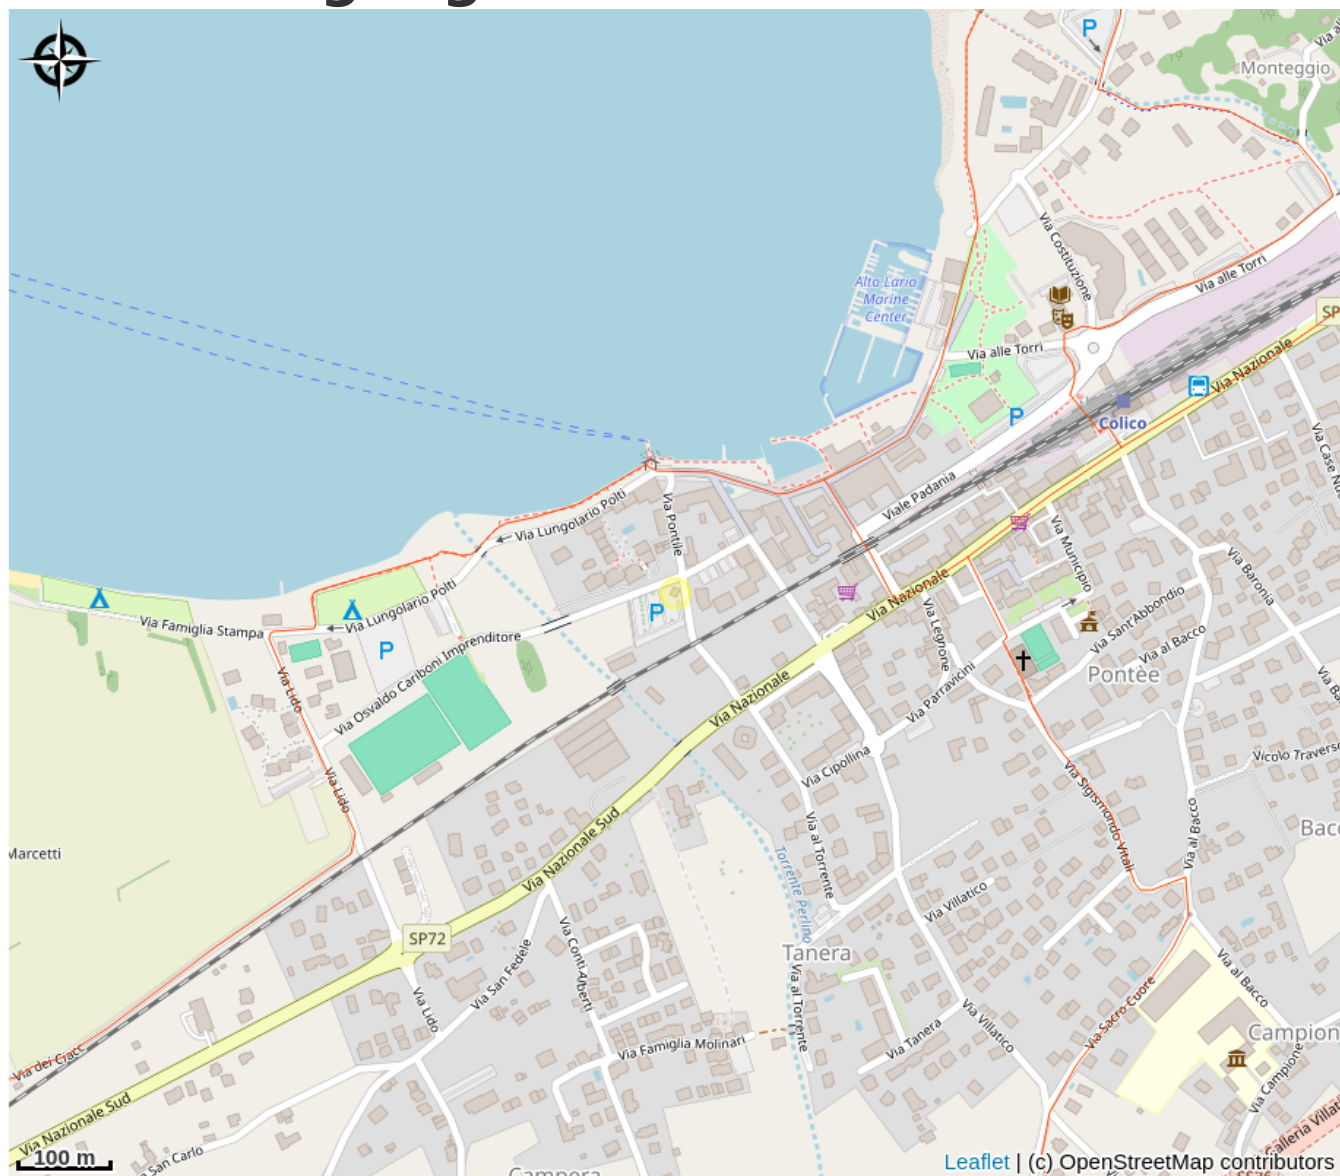 P
Via al
Monteggio
Via Costituzione
Alto Lario
Marine
Center
Via alle Torri
SP
Via alle Torri
Via Nazionale
P
Colico
Viale Padania
Via Pontile
Via Lungolario Polti
Via Municipio
Via Baronia
Via Nazionale
Via Legnone
Via Sant'Abbondio
Via al Bacco
Via Famiglia Stampa
Via Lungolario Polti
P
P
Via Osvaldo Cariboni Imprenditore
Via Lido
Via Parravicini
Pontèe
Via Nazionale
Via Cipollina
Via Lido
Via Sigismondo Vitali
Via al Bacco
Marcetti
Via al Torrente
Torrente Perlino
Via Nazionale Sud
Via Villatico
SP72
Tanera
Via San Fedele
Via Conti Alberti
Via al Torrente
Via al Bacco
Via Sacro Cuore
Via Lido
Via Villatico
Via Tanera
Via Famiglia Molinari
Via dei Ciacc
Via Campione
Via Nazionale Sud
San Carlo
100 m
Leaflet | (c) OpenStreetMap contributors